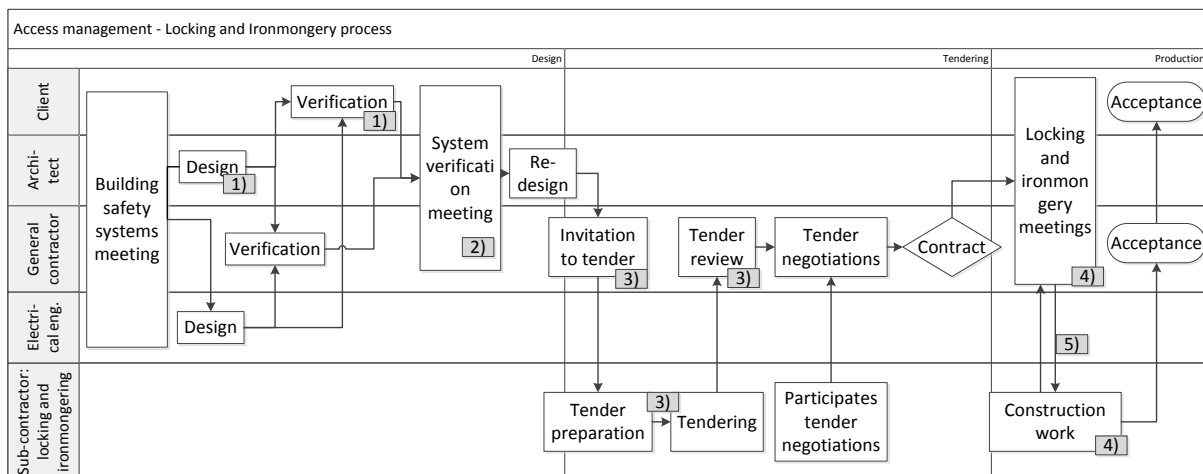 Access management - Locking and Ironmongery process
Design
Tendering
Production
Client
Archi-
tect
General
contractor
Electri-
cal eng.
Sub-contractor:
locking and
ironmongering
Building
safety
systems
meeting
Design
1)
Verification
1)
Verification
Design
System
verificati
on
meeting
2)
Re-
design
Invitation
to tender
3)
Tender
review
3)
Tender
negotiations
Contract
Locking
and
ironmon
gery
meetings
4)
Acceptance
Acceptance
5)
Tender
preparation
3)
Tendering
Participates
tender
negotiations
Construction
work
4)